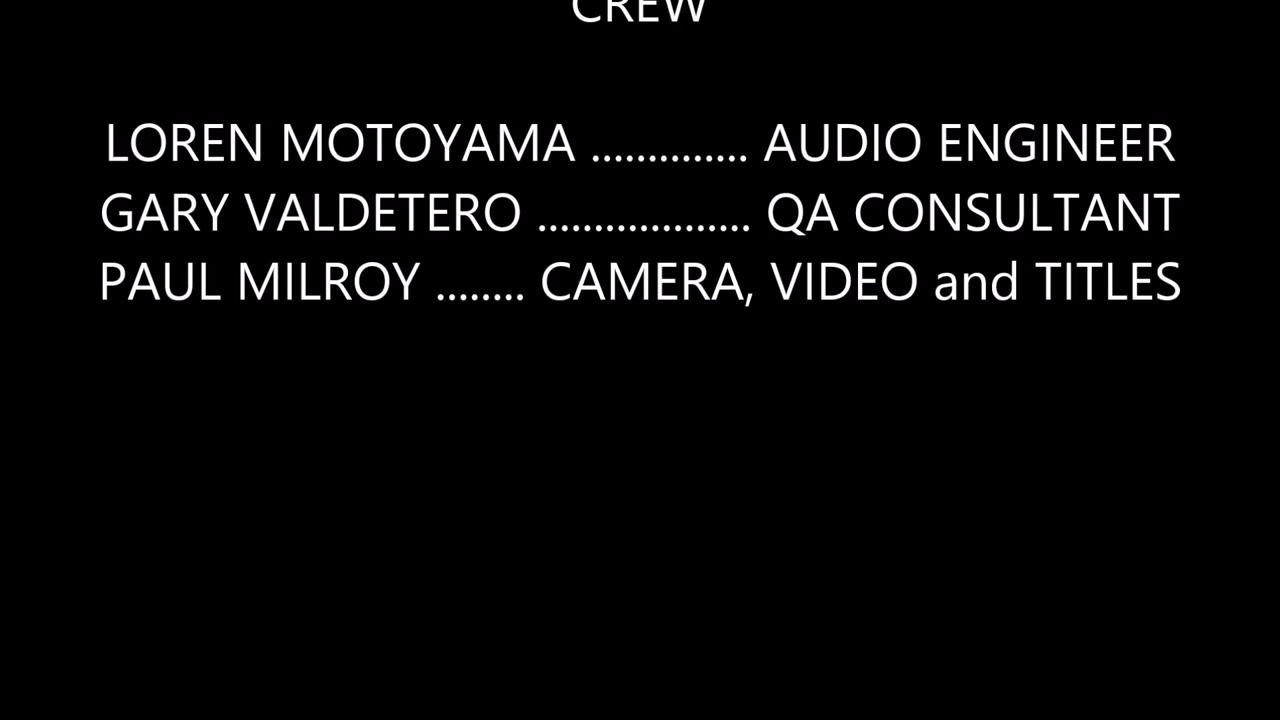 CREW
LOREN MOTOYAMA .............. AUDIO ENGINEER
GARY VALDETERO ................... QA CONSULTANT
PAUL MILROY ........ CAMERA, VIDEO and TITLES